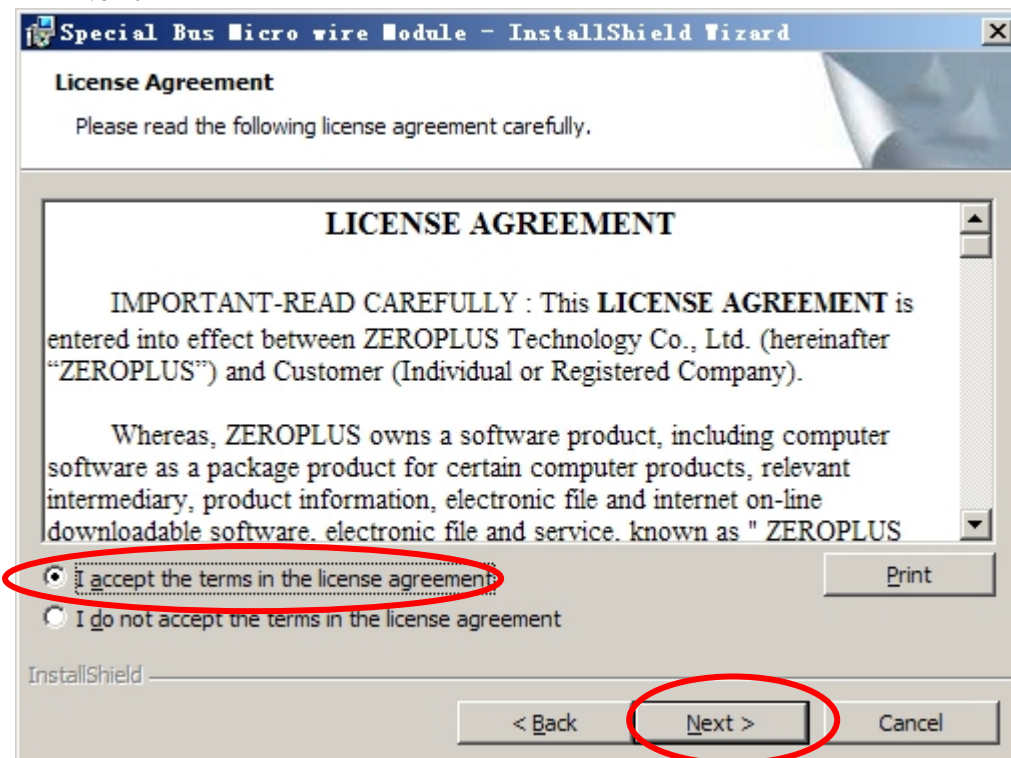 Special Bus Micro wire Module - InstallShield Wizard
License Agreement
Please read the following license agreement carefully.
LICENSE AGREEMENT
IMPORTANT-READ CAREFULLY : This LICENSE AGREEMENT is
entered into effect between ZEROPLUS Technology Co., Ltd. (hereinafter
“ZEROPLUS”) and Customer (Individual or Registered Company).
Whereas, ZEROPLUS owns a software product, including computer
software as a package product for certain computer products, relevant
intermediary, product information, electronic file and internet on-line
downloadable software, electronic file and service, known as " ZEROPLUS
I accept the terms in the license agreement
Print
I do not accept the terms in the license agreement
InstallShield
< Back Next > Cancel